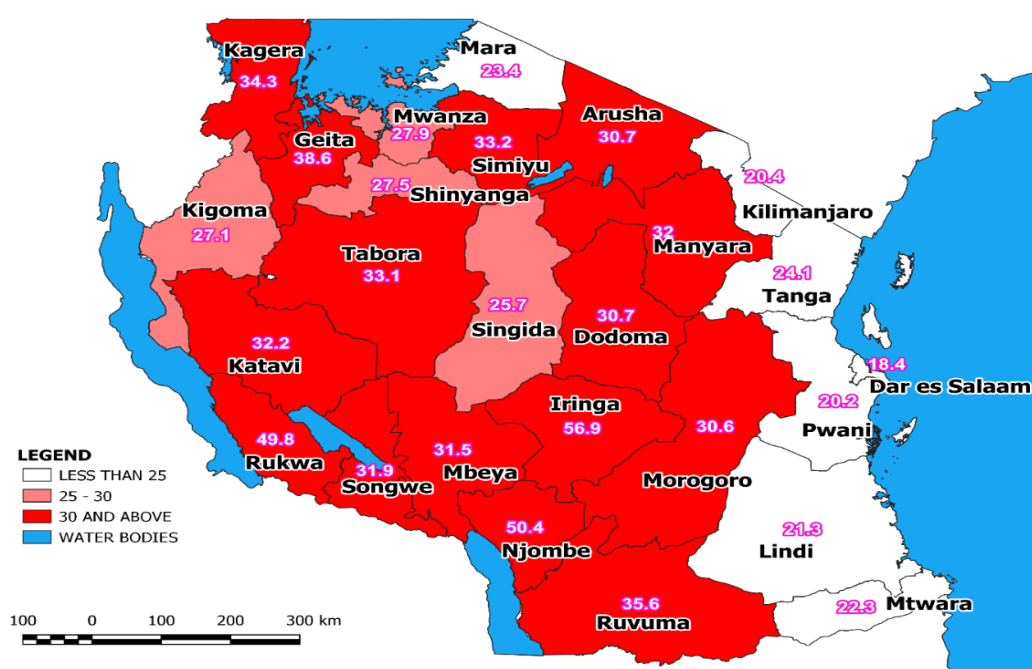 Kagera
34.3
Mara
23.4
Mwanza
27.9
Geita
38.6
33.2
Simiyu
Arusha
30.7
27.5
Shinyanga
20.4
Kilimanjaro
Kigoma
27.1
Tabora
33.1
32
Manyara
24.1
Tanga
25.7
Singida
30.7
Dodoma
32.2
Katavi
18.4
Dar es Salaam
20.2
Pwani
Iringa
56.9
30.6
Morogoro
49.8
Rukwa
31.9
Songwe
31.5
Mbeya
50.4
Njombe
21.3
Lindi
35.6
Ruvuma
22.3
Mtwara
LEGEND
LESS THAN 25
25 - 30
30 AND ABOVE
WATER BODIES
100 0 100 200 300 km